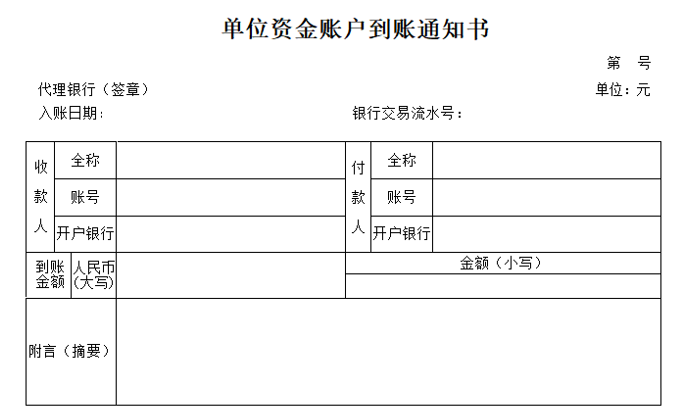 单位资金账户到账通知书
第 号
代理银行（签章） 单位：元
入账日期： 银行交易流水号：
收款人 全称 付款人 全称
账号 账号
开户银行 开户银行
到账金额 人民币(大写) 金额（小写）
附言（摘要）